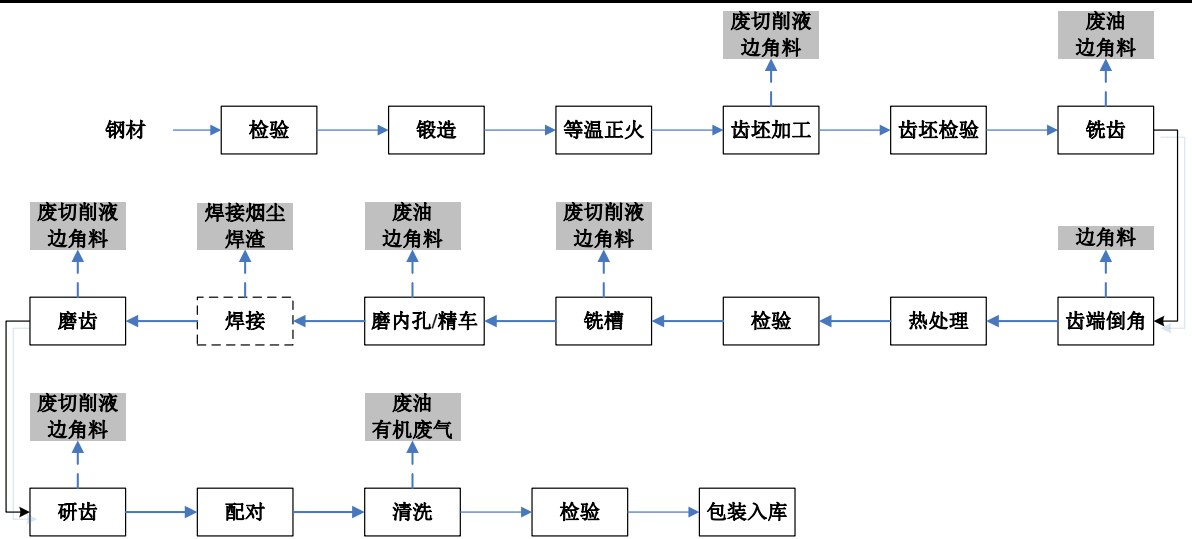 废切削液
边角料
废油
边角料
钢材
检验
锻造
等温正火
齿坯加工
齿坯检验
铣齿
废切削液
边角料
焊接烟尘
焊渣
废油
边角料
废切削液
边角料
边角料
磨齿
焊接
磨内孔/精车
铣槽
检验
热处理
齿端倒角
废切削液
边角料
废油
有机废气
研齿
配对
清洗
检验
包装入库